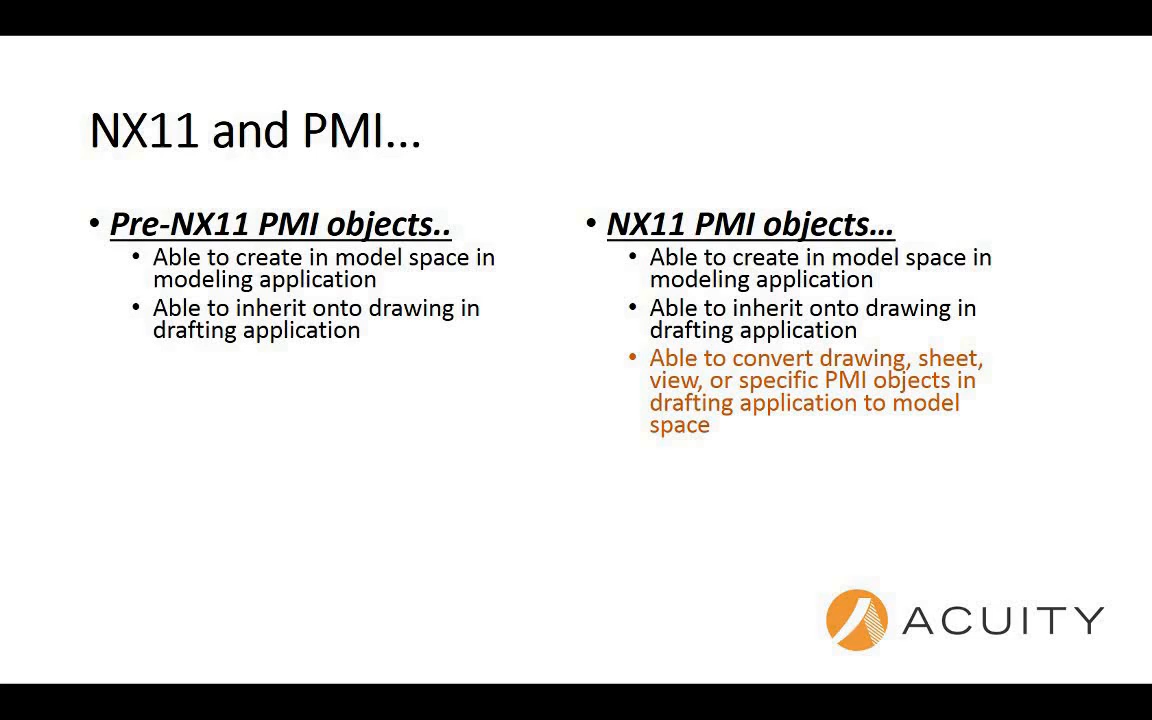 NX11 and PMI...
• Pre-NX11 PMI objects..
• Able to create in model space in
modeling application
• Able to inherit onto drawing in
drafting application
• NX11 PMI objects...
• Able to create in model space in
modeling application
• Able to inherit onto drawing in
drafting application
• Able to convert drawing, sheet,
view, or specific PMI objects in
drafting application to model
space
ACUITY